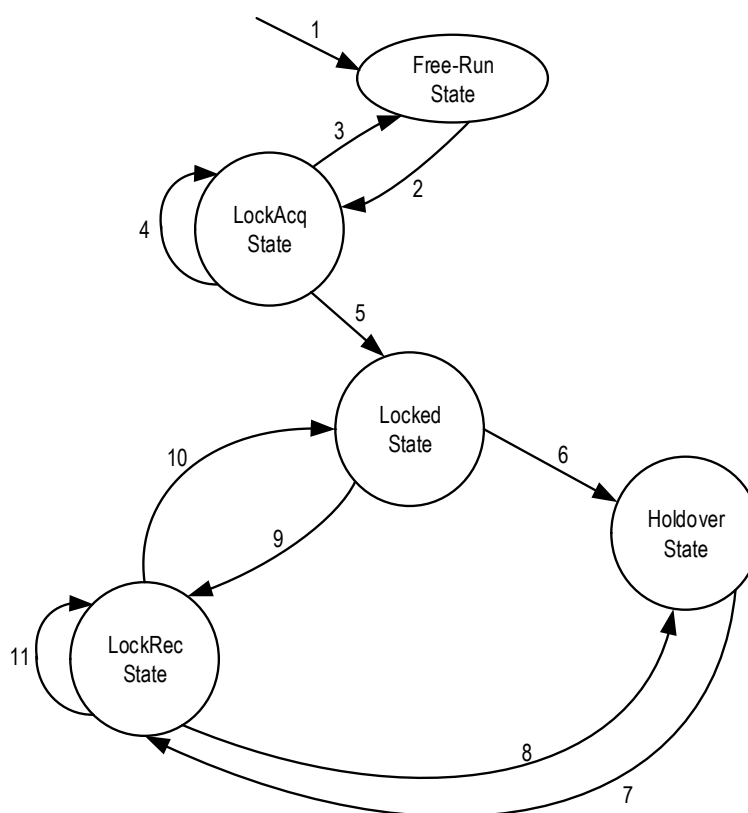 1
Free-Run
State
3
2
LockAcq
State
4
5
Locked
State
10
6
Holdover
State
9
LockRec
State
11
8
7